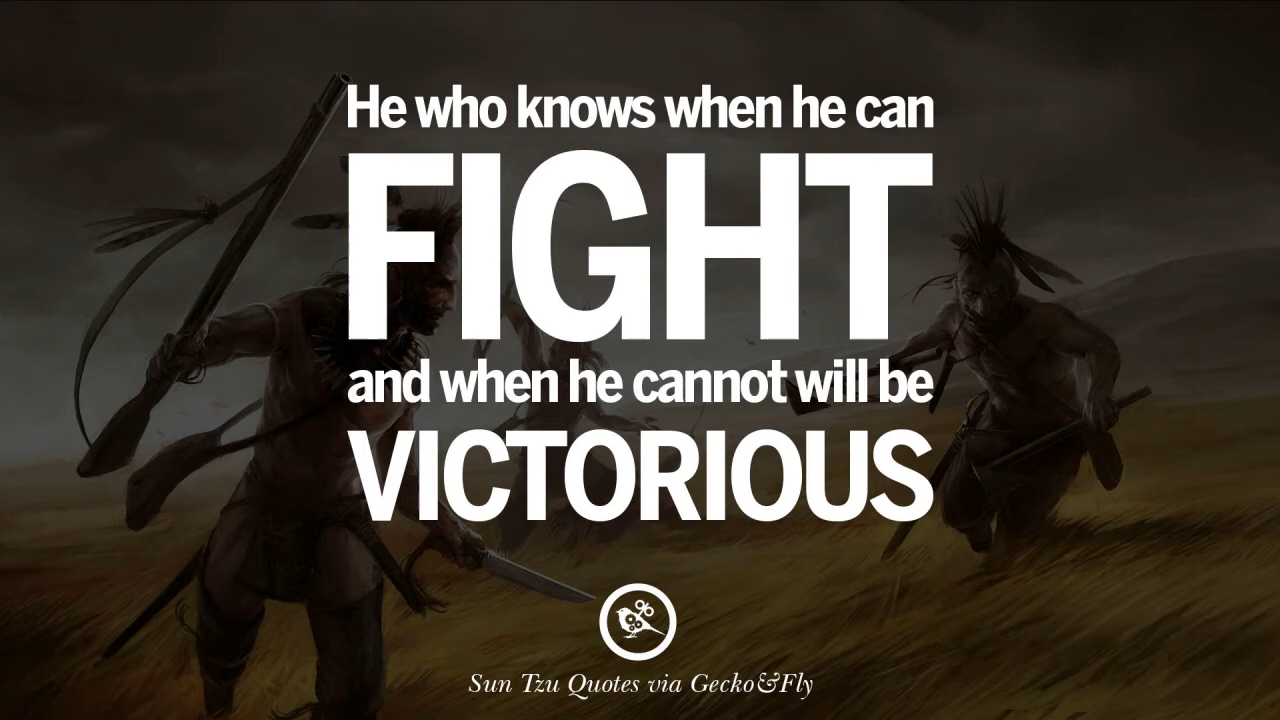 He who knows when he can
FIGHT
and when he cannot will be
VICTORIOUS
Sun Tzu Quotes via Gecko&Fly